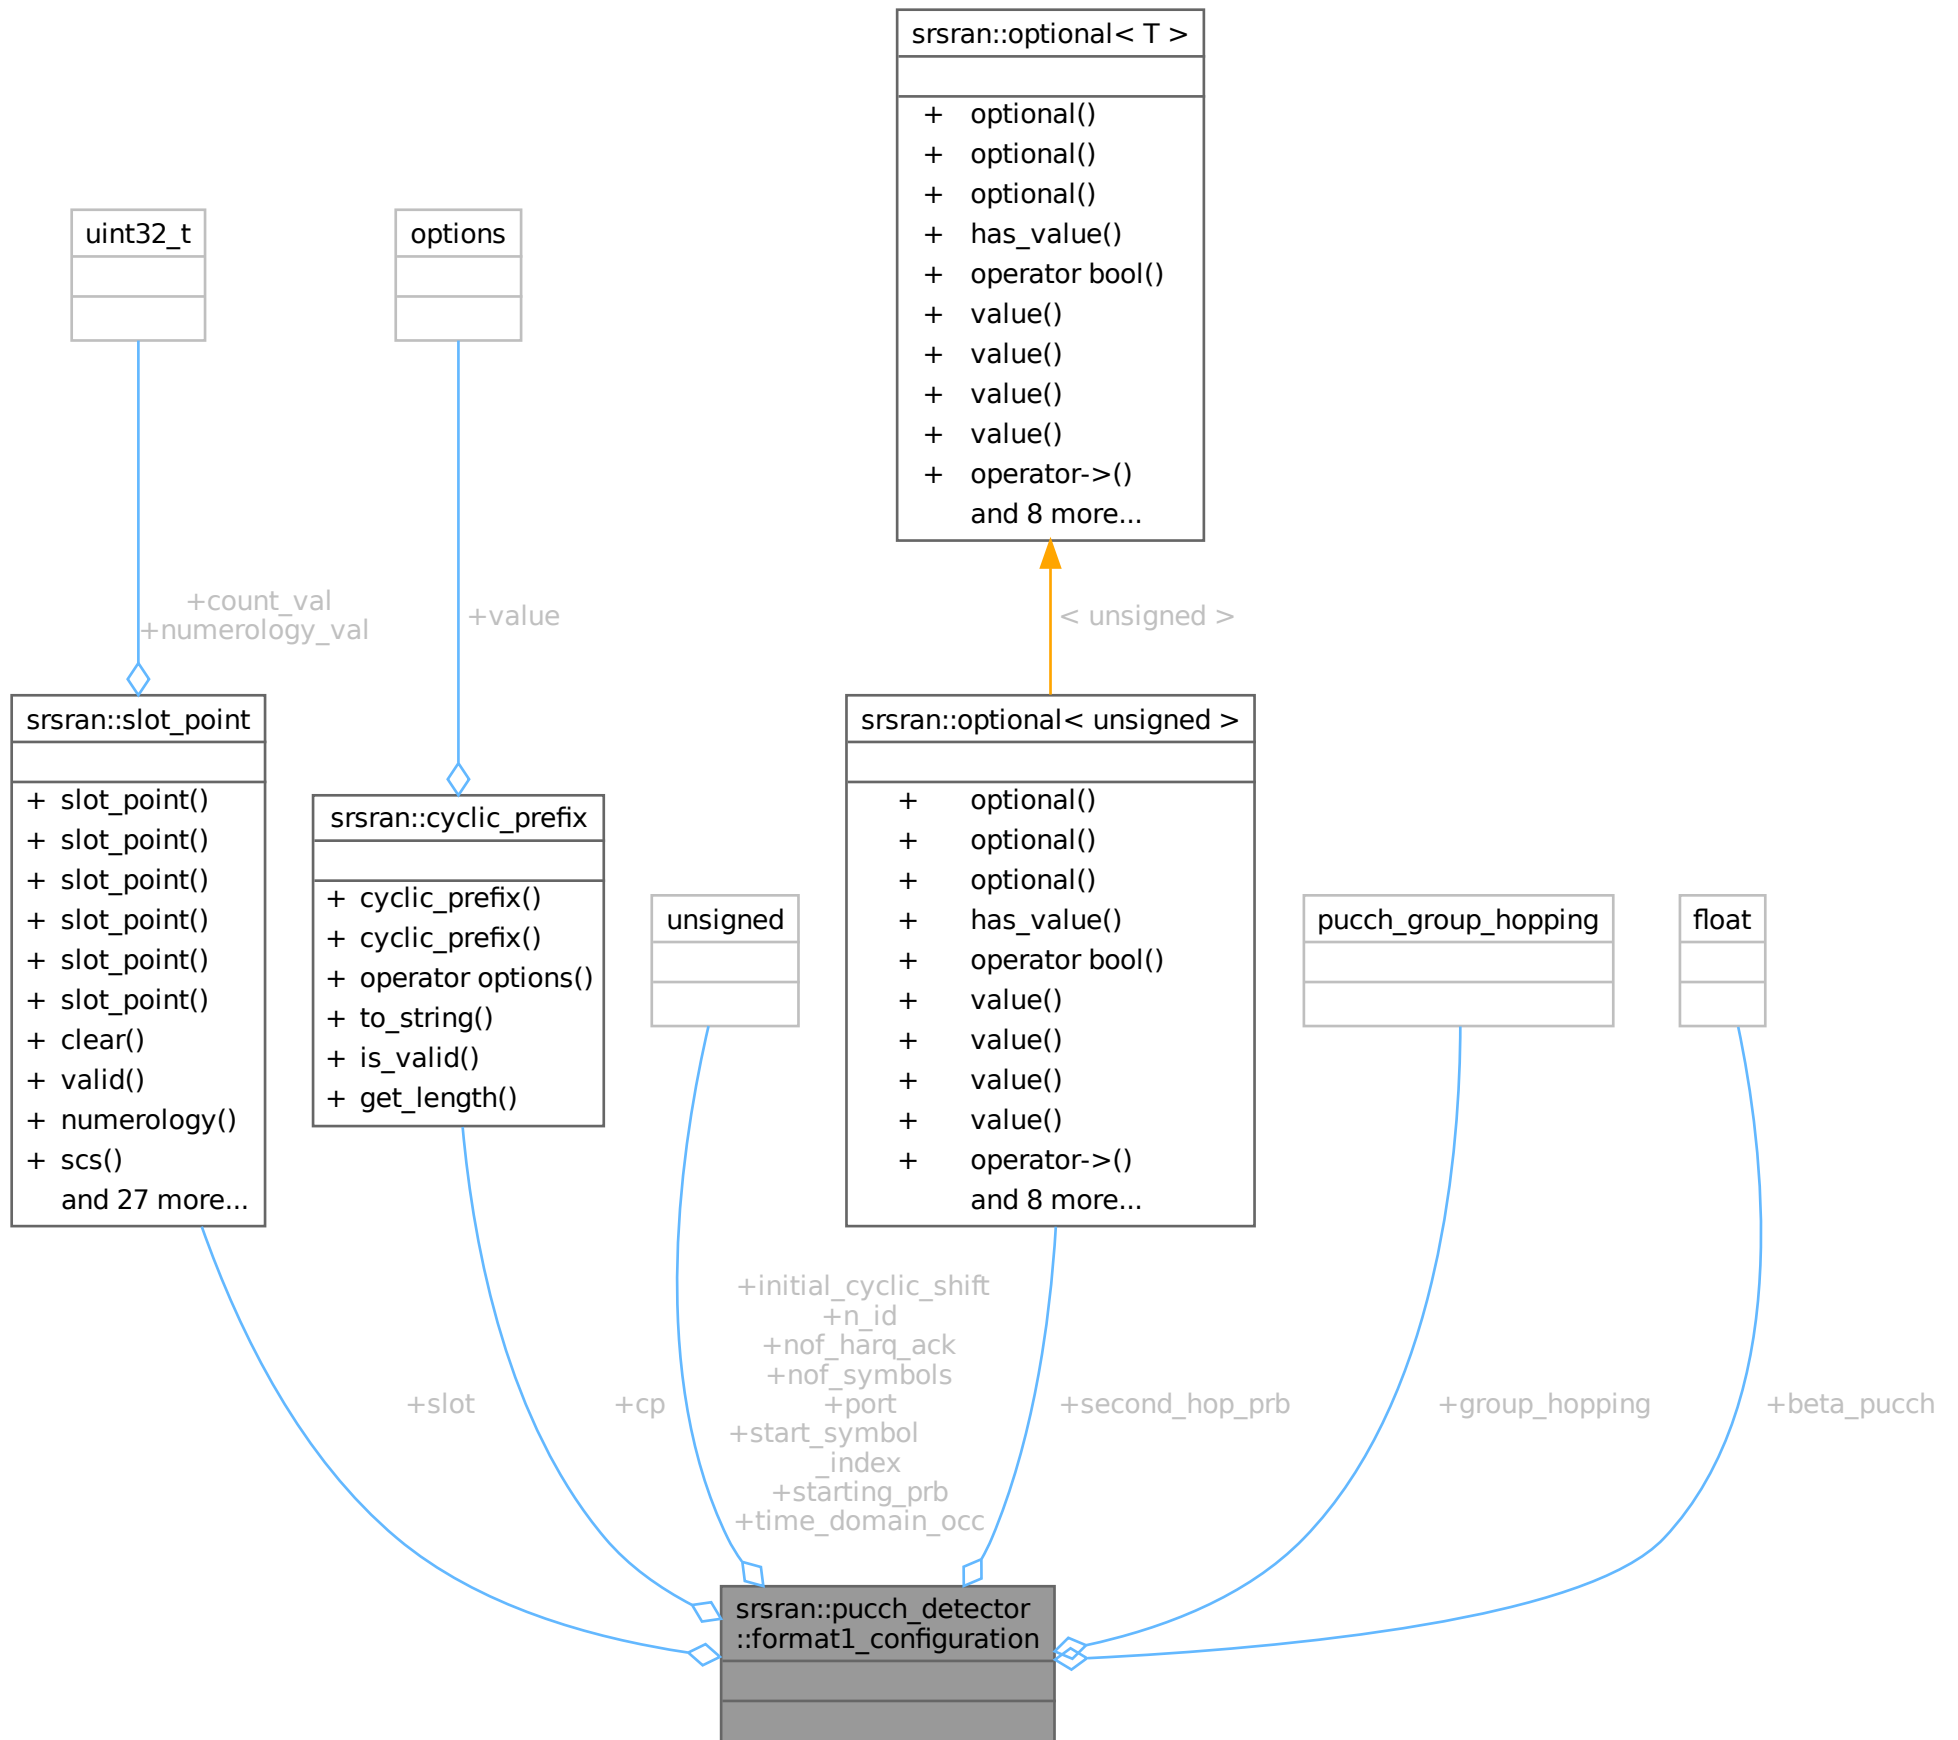 srsran::optional< T >
+ optional()
+ optional()
+ optional()
+ has_value()
+ operator bool()
+ value()
+ value()
+ value()
+ value()
+ operator->()
and 8 more...
uint32_t
options
+count_val
+numerology_val
+value
< unsigned >
srsran::slot_point
+ slot_point()
+ slot_point()
+ slot_point()
+ slot_point()
+ slot_point()
+ slot_point()
+ clear()
+ valid()
+ numerology()
+ scs()
and 27 more...
srsran::cyclic_prefix
+ cyclic_prefix()
+ cyclic_prefix()
+ operator options()
+ to_string()
+ is_valid()
+ get_length()
unsigned
srsran::optional< unsigned >
+ optional()
+ optional()
+ optional()
+ has_value()
+ operator bool()
+ value()
+ value()
+ value()
+ value()
+ operator->()
and 8 more...
pucch_group_hopping
float
+slot
+cp
+initial_cyclic_shift
+n_id
+nof_harq_ack
+nof_symbols
+port
+start_symbol
_index
+starting_prb
+time_domain_occ
+second_hop_prb
+group_hopping
+beta_pucch
srsran::pucch_detector
::format1_configuration